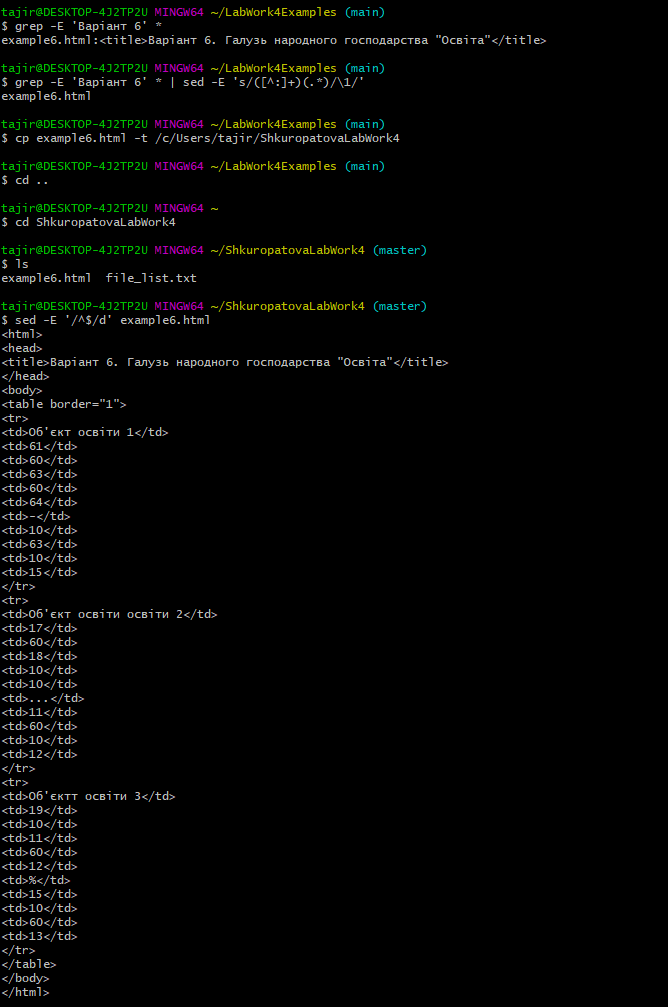 tajir@DESKTOP-4J2TP2U MINGW64 ~/LabWork4Examples (main)
$ grep -E 'Варіант 6' *
example6.html:<title>Варіант 6. Галузь народного господарства "Освіта"</title>
tajir@DESKTOP-4J2TP2U MINGW64 ~/LabWork4Examples (main)
$ grep -E 'Варіант 6' * | sed -E 's/([^:]+)(.*)/\1/'
example6.html
tajir@DESKTOP-4J2TP2U MINGW64 ~/LabWork4Examples (main)
$ cp example6.html -t /c/Users/tajir/ShkuropatovaLabWork4
tajir@DESKTOP-4J2TP2U MINGW64 ~/LabWork4Examples (main)
$ cd ..
tajir@DESKTOP-4J2TP2U MINGW64 ~
$ cd ShkuropatovaLabWork4
tajir@DESKTOP-4J2TP2U MINGW64 ~/ShkuropatovaLabWork4 (master)
$ ls
example6.html  file_list.txt
tajir@DESKTOP-4J2TP2U MINGW64 ~/ShkuropatovaLabWork4 (master)
$ sed -E '/^$/d' example6.html
<html>
<head>
<title>Варіант 6. Галузь народного господарства "Освіта"</title>
</head>
<body>
<table border="1">
<tr>
<td>Об'єкт освіти 1</td>
<td>61</td>
<td>60</td>
<td>63</td>
<td>60</td>
<td>64</td>
<td>-</td>
<td>10</td>
<td>63</td>
<td>10</td>
<td>15</td>
</tr>
<tr>
<td>Об'єкт освіти освіти 2</td>
<td>17</td>
<td>60</td>
<td>18</td>
<td>10</td>
<td>10</td>
<td>...</td>
<td>11</td>
<td>60</td>
<td>10</td>
<td>12</td>
</tr>
<tr>
<td>Об'єктт освіти 3</td>
<td>19</td>
<td>10</td>
<td>11</td>
<td>60</td>
<td>12</td>
<td>%</td>
<td>15</td>
<td>10</td>
<td>60</td>
<td>13</td>
</tr>
</table>
</body>
</html>